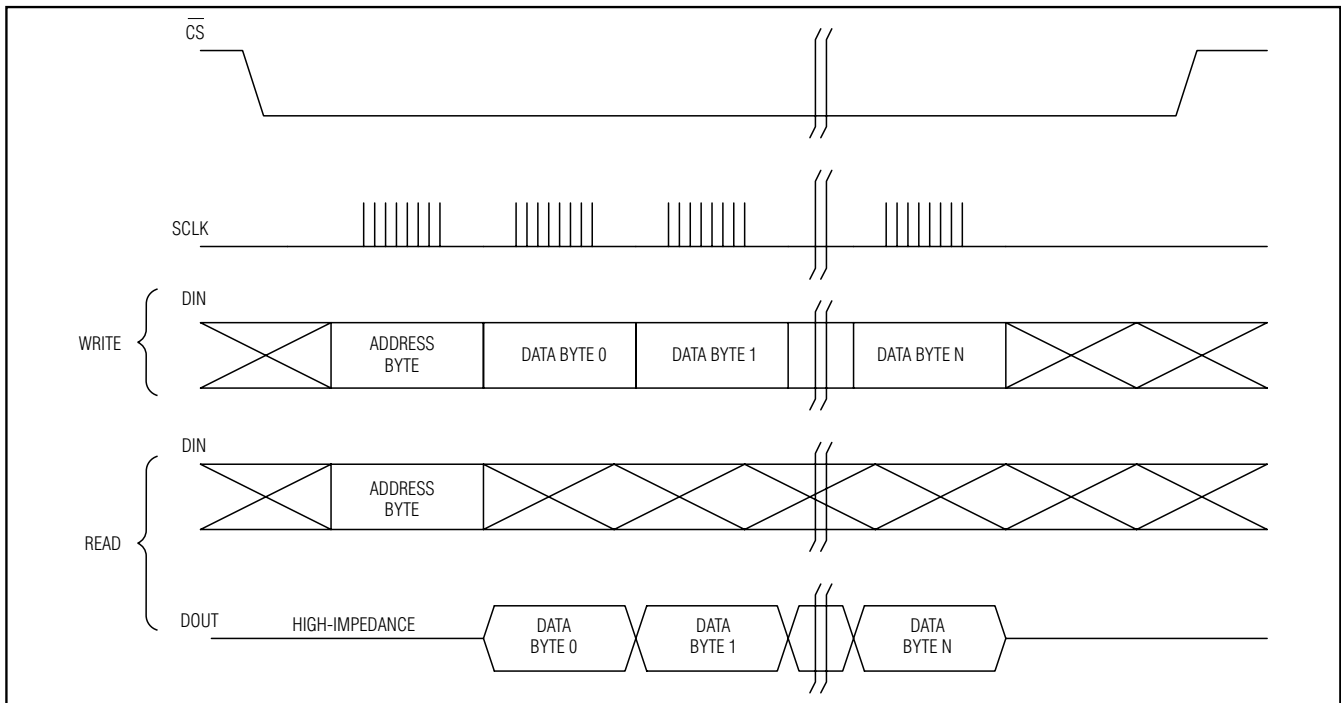 C̅S̅
SCLK
DIN
WRITE
ADDRESS
BYTE
DATA BYTE 0
DATA BYTE 1
DATA BYTE N
DIN
ADDRESS
BYTE
READ
DOUT
HIGH-IMPEDANCE
DATA
BYTE 0
DATA
BYTE 1
DATA
BYTE N